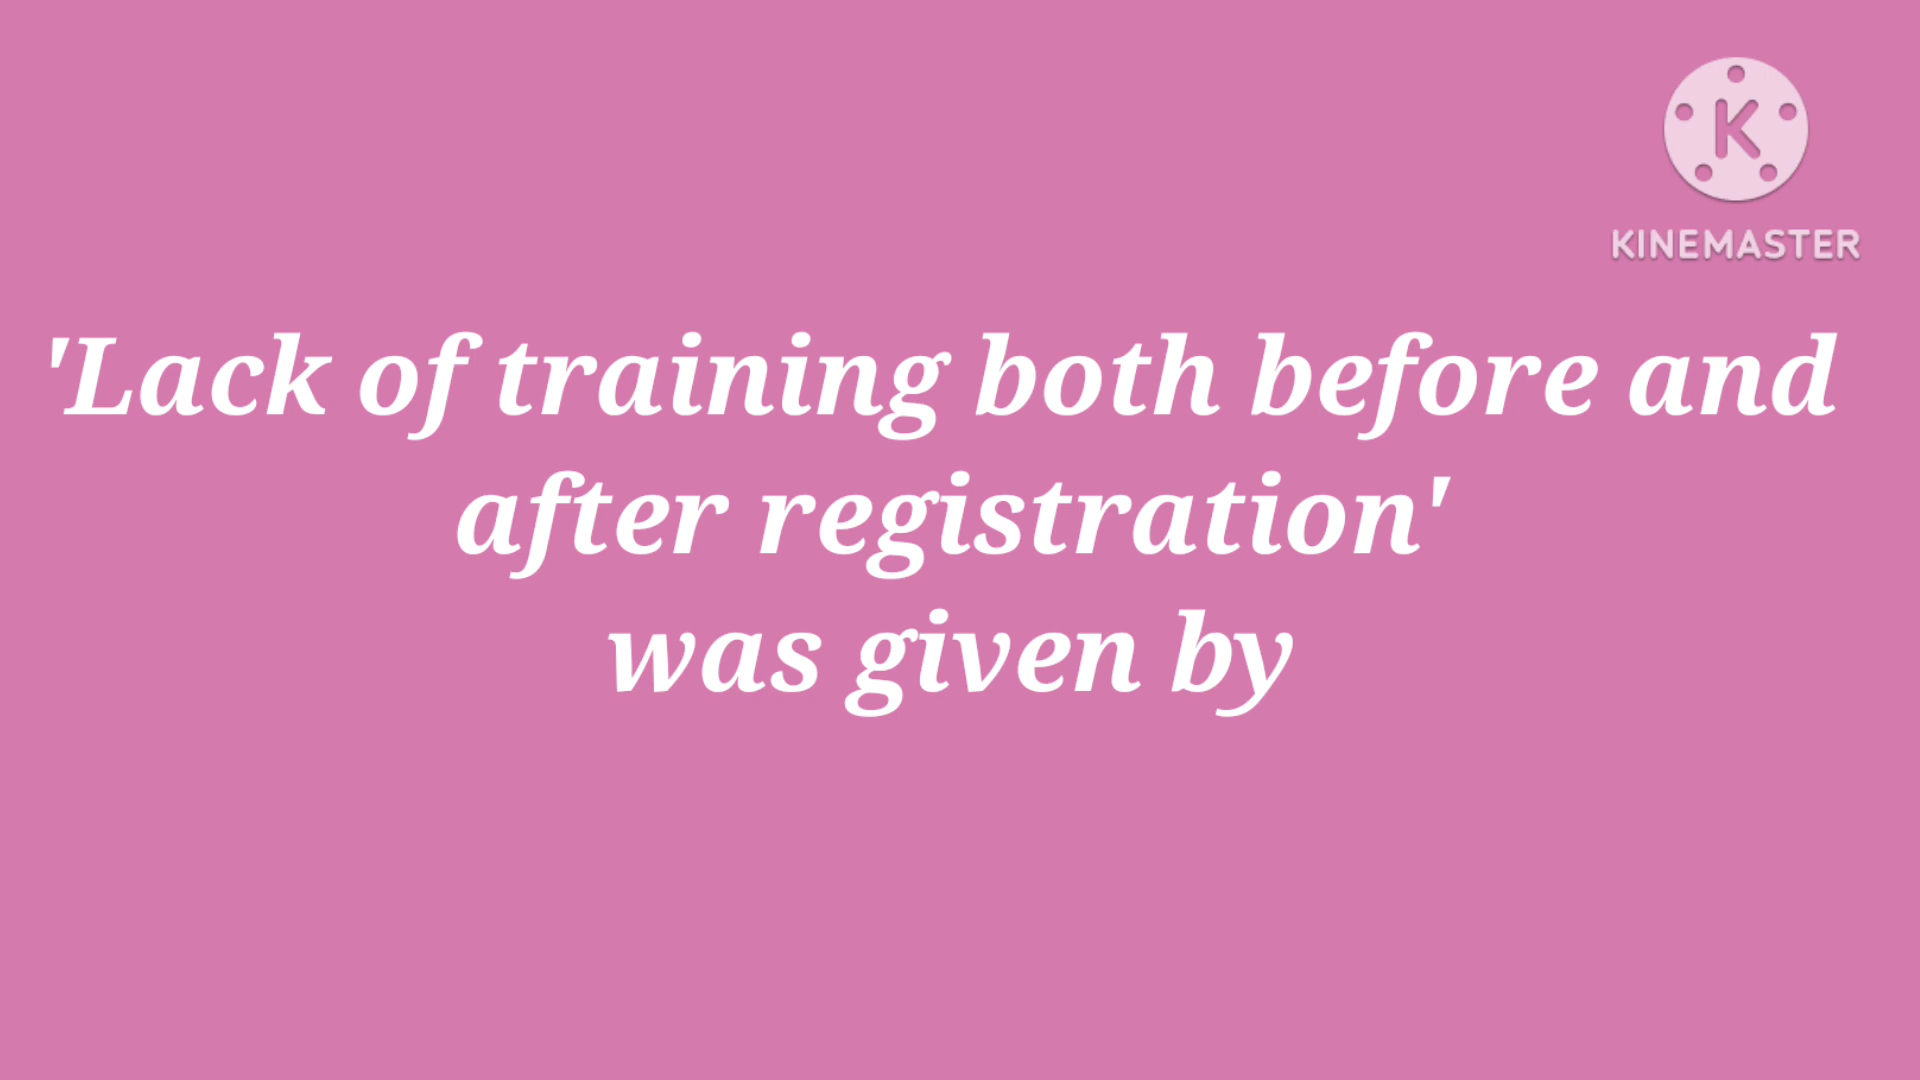 K
KINEMASTER
'Lack of training both before and
after registration'
was given by